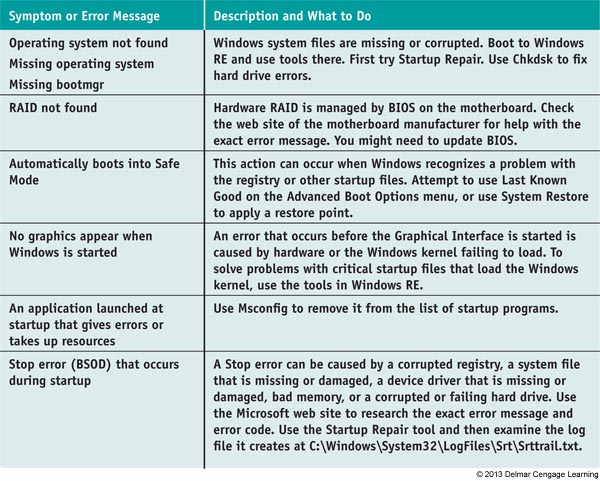 Symptom or Error Message
Description and What to Do
Operating system not found
Missing operating system
Missing bootmgr
Windows system files are missing or corrupted. Boot to Windows
RE and use tools there. First try Startup Repair. Use Chkdsk to fix
hard drive errors.
RAID not found
Hardware RAID is managed by BIOS on the motherboard. Check
the web site of the motherboard manufacturer for help with the
exact error message. You might need to update BIOS.
Automatically boots into Safe
Mode
This action can occur when Windows recognizes a problem with
the registry or other startup files. Attempt to use Last Known
Good on the Advanced Boot Options menu, or use System Restore
to apply a restore point.
No graphics appear when
Windows is started
An error that occurs before the Graphical Interface is started is
caused by hardware or the Windows kernel failing to load. To
solve problems with critical startup files that load the Windows
kernel, use the tools in Windows RE.
An application launched at
startup that gives errors or
takes up resources
Use Msconfig to remove it from the list of startup programs.
Stop error (BSOD) that occurs
during startup
A Stop error can be caused by a corrupted registry, a system file
that is missing or damaged, a device driver that is missing or
damaged, bad memory, or a corrupted or failing hard drive. Use
the Microsoft web site to research the exact error message and
error code. Use the Startup Repair tool and then examine the log
file it creates at C:\Windows\System32\LogFiles\Srt\Srttrail.txt.
© 2013 Delmar Cengage Learning